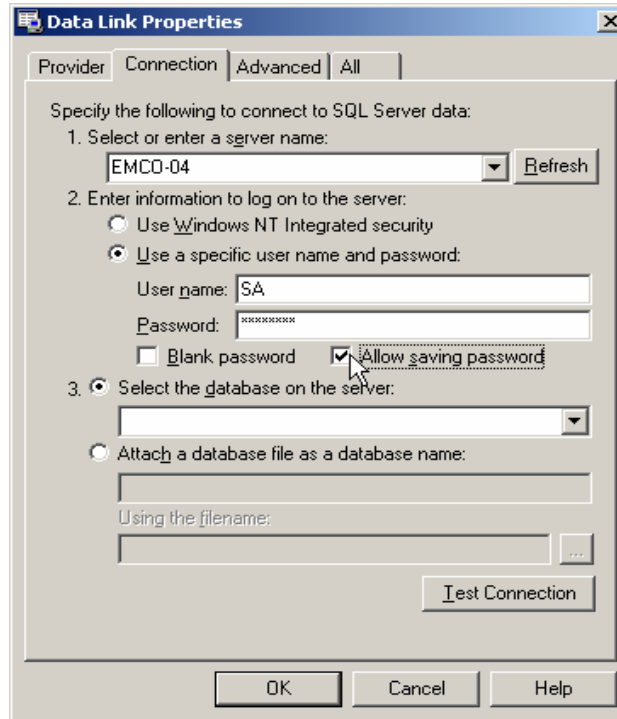 Data Link Properties
Provider Connection Advanced All
Specify the following to connect to SQL Server data:
1. Select or enter a server name:
EMCO-04 Refresh
2. Enter information to log on to the server:
Use Windows NT Integrated security
Use a specific user name and password:
User name: SA
Password: ********
Blank password Allow saving password
3. Select the database on the server:
Attach a database file as a database name:
Using the filename:
...
Test Connection
OK Cancel Help